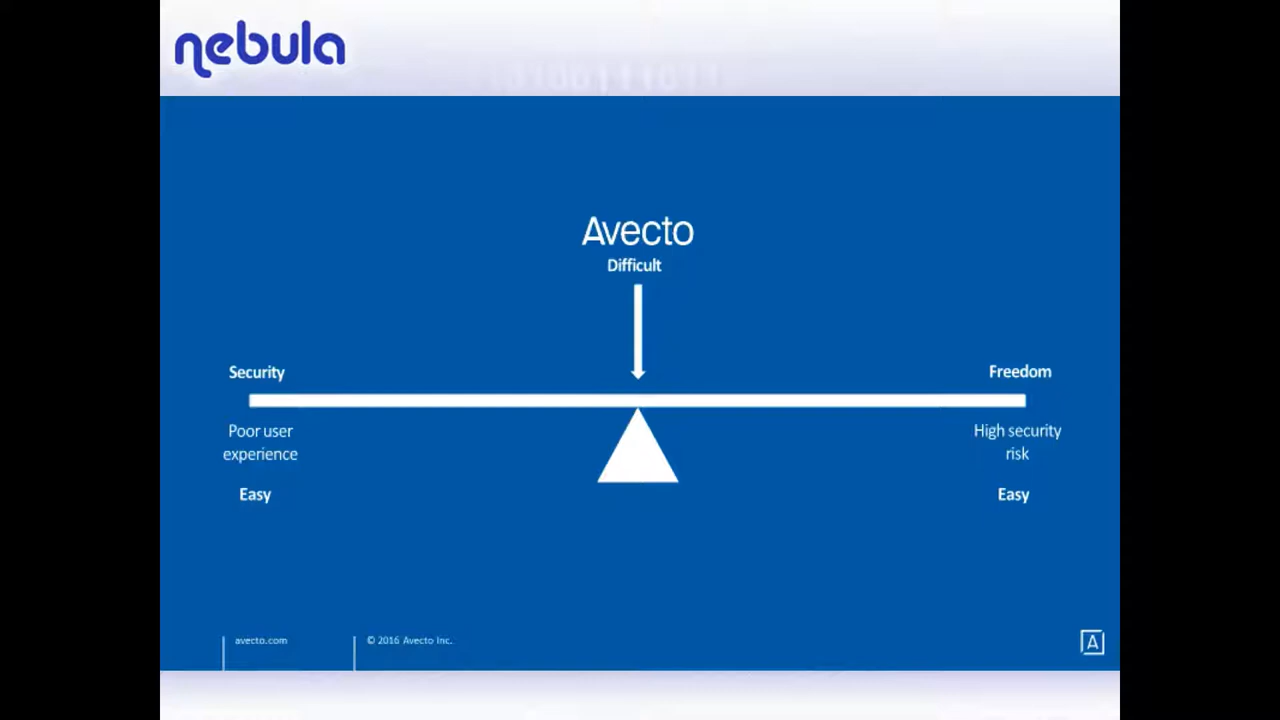 nebula
Avecto
Difficult
Security
Freedom
Poor user
experience
High security
risk
Easy
Easy
avecto.com
© 2016 Avecto Inc.
A